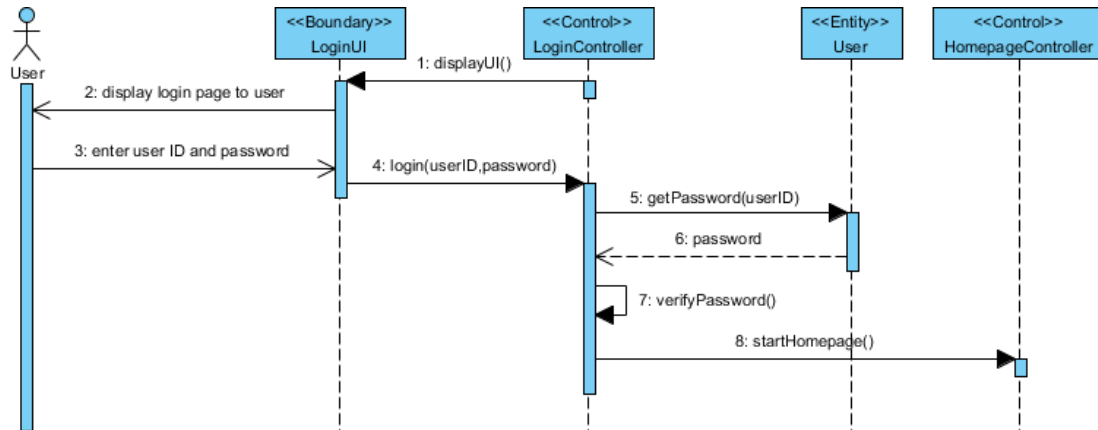 <<Boundary>>
LoginUI
<<Control>>
LoginController
<<Entity>>
User
<<Control>>
HomepageController
User
1: displayUI()
2: display login page to user
3: enter user ID and password
4: login(userID,password)
5: getPassword(userID)
6: password
7: verifyPassword()
8: startHomepage()